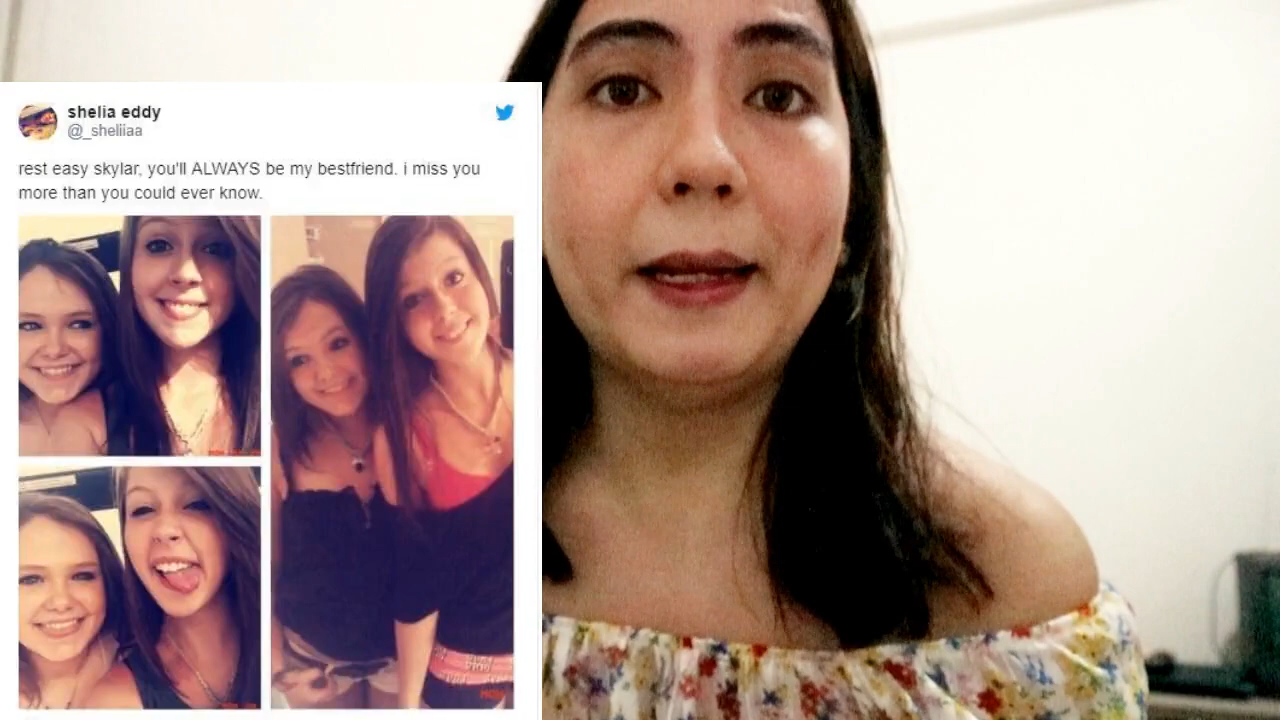 shelia eddy
@_sheliiaa
rest easy skylar, you'll ALWAYS be my bestfriend. i miss you
more than you could ever know.